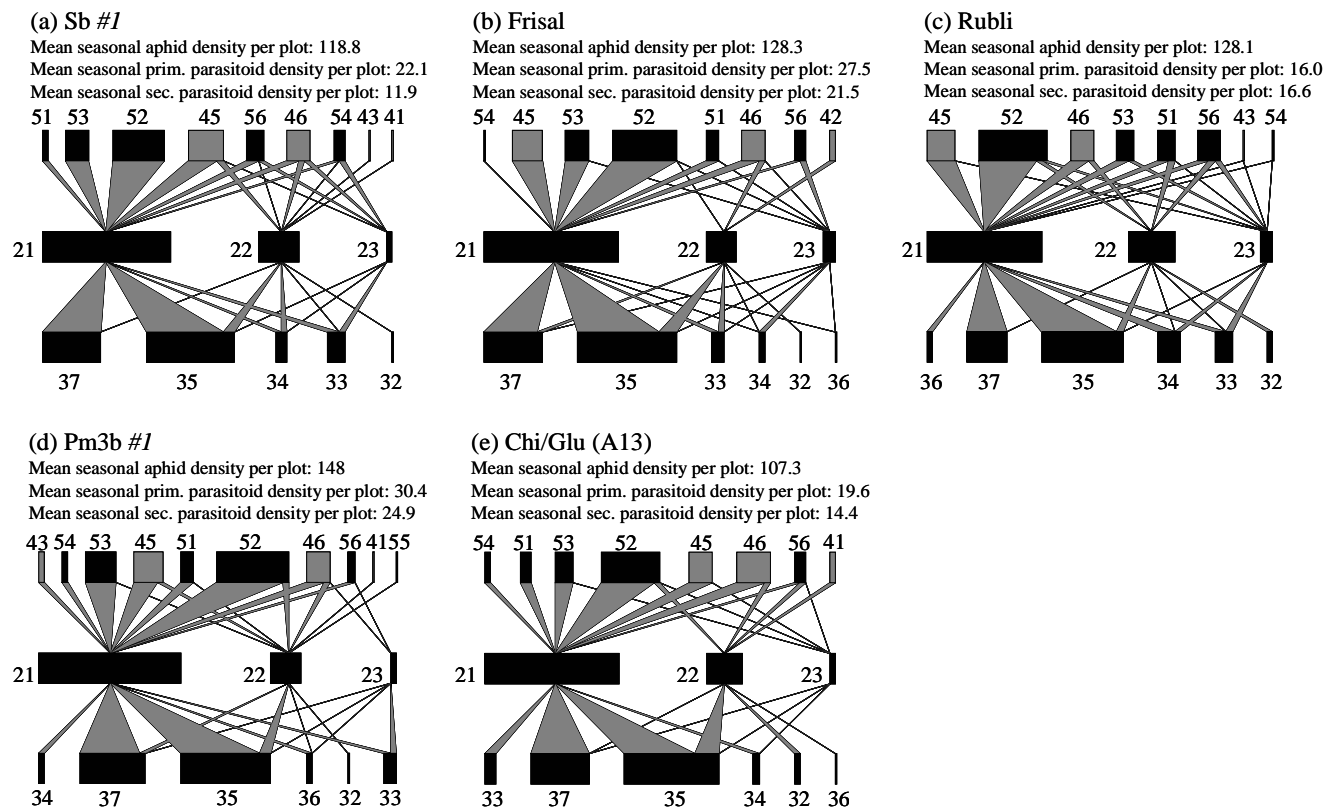 (a) Sb #1
Mean seasonal aphid density per plot: 118.8
Mean seasonal prim. parasitoid density per plot: 22.1
Mean seasonal sec. parasitoid density per plot: 11.9
51 53 52 45 56 46 54 43 41
21 22 23
37 35 34 33 32
(b) Frisal
Mean seasonal aphid density per plot: 128.3
Mean seasonal prim. parasitoid density per plot: 27.5
Mean seasonal sec. parasitoid density per plot: 21.5
54 45 53 52 51 46 56 42
21 22 23
37 35 33 34 32 36
(c) Rubli
Mean seasonal aphid density per plot: 128.1
Mean seasonal prim. parasitoid density per plot: 16.0
Mean seasonal sec. parasitoid density per plot: 16.6
45 52 46 53 51 56 43 54
21 22 23
36 37 35 34 33 32
(d) Pm3b #1
Mean seasonal aphid density per plot: 148
Mean seasonal prim. parasitoid density per plot: 30.4
Mean seasonal sec. parasitoid density per plot: 24.9
43 54 53 45 51 52 46 56 41 55
21 22 23
34 37 35 36 32 33
(e) Chi/Glu (A13)
Mean seasonal aphid density per plot: 107.3
Mean seasonal prim. parasitoid density per plot: 19.6
Mean seasonal sec. parasitoid density per plot: 14.4
54 51 53 52 45 46 56 41
21 22 23
33 37 35 34 32 36